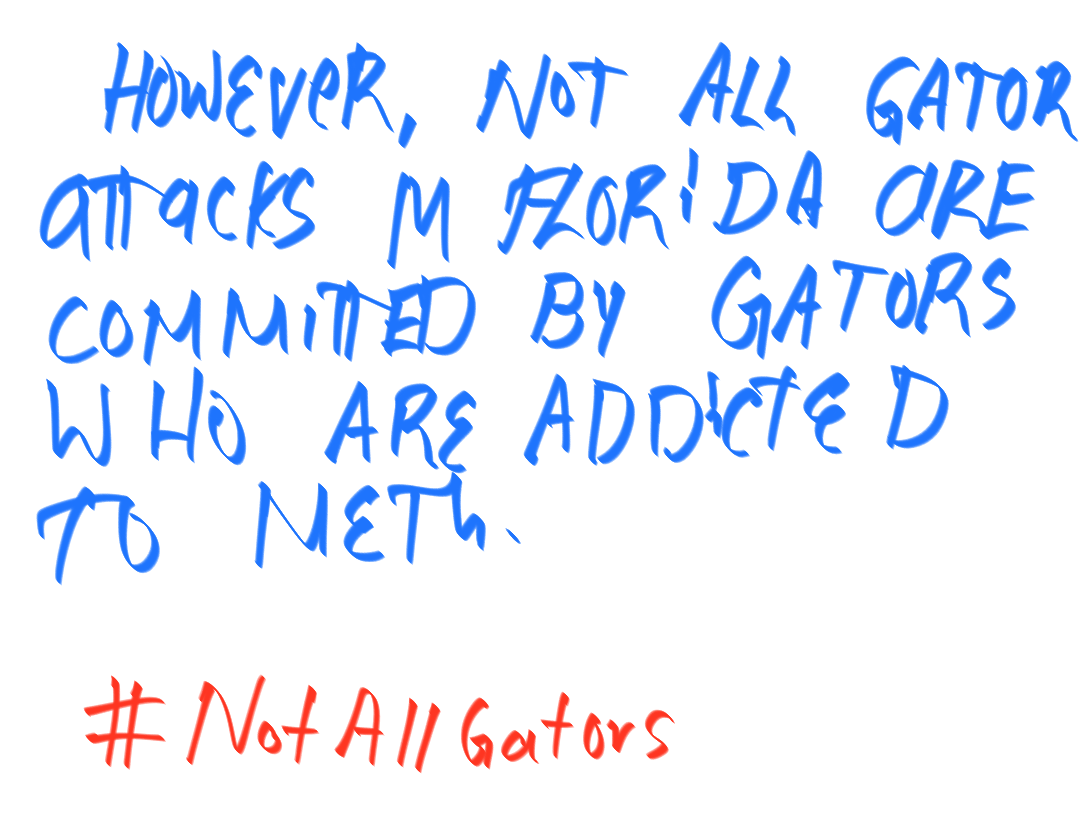 HOWEVER, NOT ALL GATOR
ATTACKS IN FLORIDA ARE
COMMITTED BY GATORS
WHO ARE ADDICTED
TO METH.
#NotAllGators